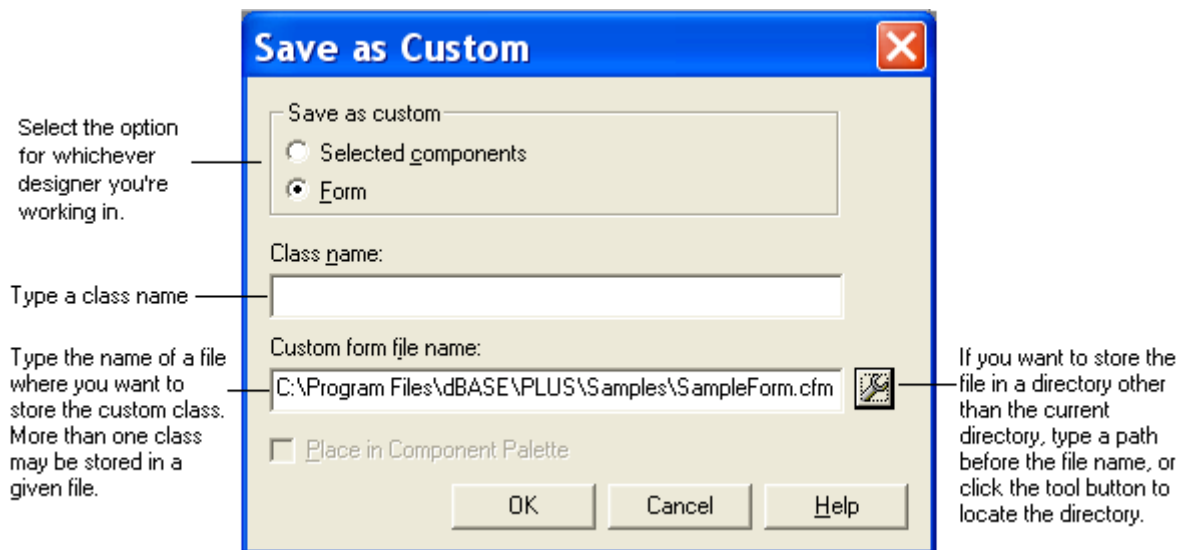 Save as Custom
Select the option
for whichever
designer you're
working in.
Save as custom
Selected components
Form
Class name:
Type a class name
Type the name of a file
where you want to
store the custom class.
More than one class
may be stored in a
given file.
Custom form file name:
C:\Program Files\dBASE\PLUS\Samples\SampleForm.cfm
If you want to store the
file in a directory other
than the current
directory, type a path
before the file name, or
click the tool button to
locate the directory.
Place in Component Palette
OK
Cancel
Help